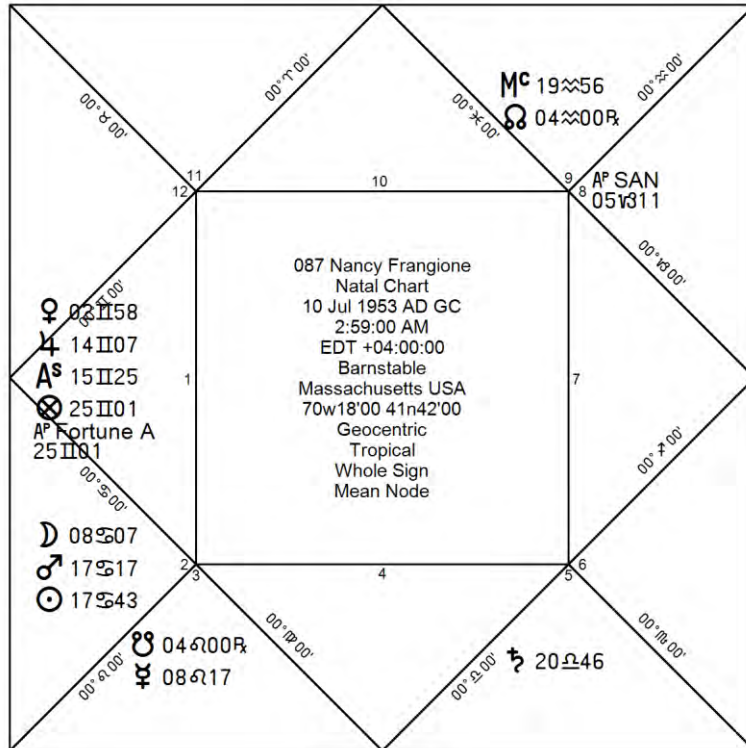 Mc 19♒56
☊ 04♒00℞
00°♈00'
00°♉00'
00°♓00'
00°♒00'
11
12
10
9
8
Aᴾ SAN
05♑311
00°♑00'
087 Nancy Frangione
Natal Chart
10 Jul 1953 AD GC
2:59:00 AM
EDT +04:00:00
Barnstable
Massachusetts USA
70w18'00 41n42'00
Geocentric
Tropical
Whole Sign
Mean Node
00°♊00'
♀ 02♊58
♃ 14♊07
As 15♊25
⊗ 25♊01
Aᴾ Fortune A
25♊01
1
7
00°♐00'
00°♋00'
☽ 08♋07
♂ 17♋17
☉ 17♋43
2
3
4
5
6
☋ 04♌00℞
☿ 08♌17
00°♌00'
00°♍00'
00°♎00'
♄ 20♎46
00°♏00'